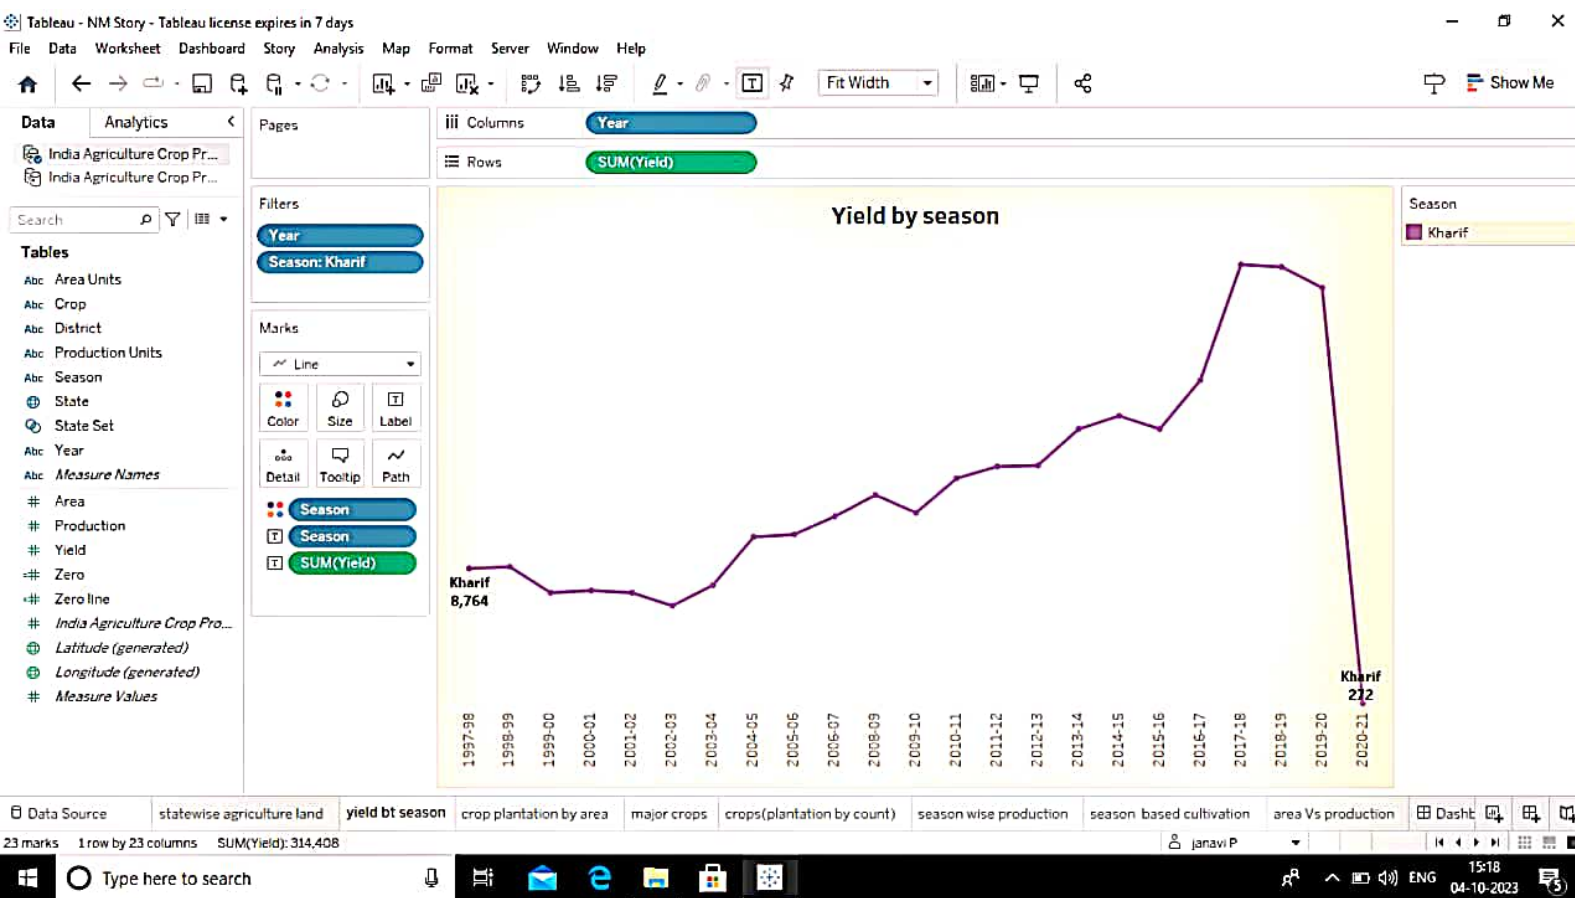 Tableau - NM Story - Tableau license expires in 7 days
File Data Worksheet Dashboard Story Analysis Map Format Server Window Help
Fit Width
Show Me
Data Analytics
India Agriculture Crop Pr...
India Agriculture Crop Pr...
Search
Tables
Abc Area Units
Abc Crop
Abc District
Abc Production Units
Abc Season
State
State Set
Abc Year
Abc Measure Names
# Area
# Production
# Yield
=# Zero
=# Zero line
# India Agriculture Crop Pro...
Latitude (generated)
Longitude (generated)
# Measure Values
Pages
Filters
Year
Season: Kharif
Marks
Line
Color Size Label
Detail Tooltip Path
Season
T Season
T SUM(Yield)
Columns Year
Rows SUM(Yield)
Yield by season
Kharif
8,764
Kharif
272
1997-98
1998-99
1999-00
2000-01
2001-02
2002-03
2003-04
2004-05
2005-06
2006-07
2008-09
2009-10
2010-11
2011-12
2012-13
2013-14
2014-15
2015-16
2016-17
2017-18
2018-19
2019-20
2020-21
Season
Kharif
Data Source statewise agriculture land yield bt season crop plantation by area major crops crops(plantation by count) season wise production season based cultivation area Vs production Dasht
23 marks 1 row by 23 columns SUM(Yield): 314,408
janavi P
Type here to search
ENG
15:18
04-10-2023
5